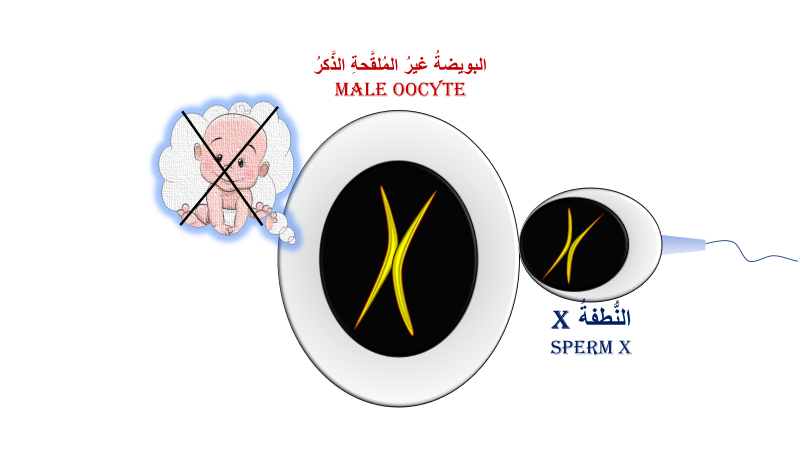 البويضةُ غيرُ المُلقَّحةِ الذَّكرُ
MALE OOCYTE
النُّطفةُ X
SPERM X